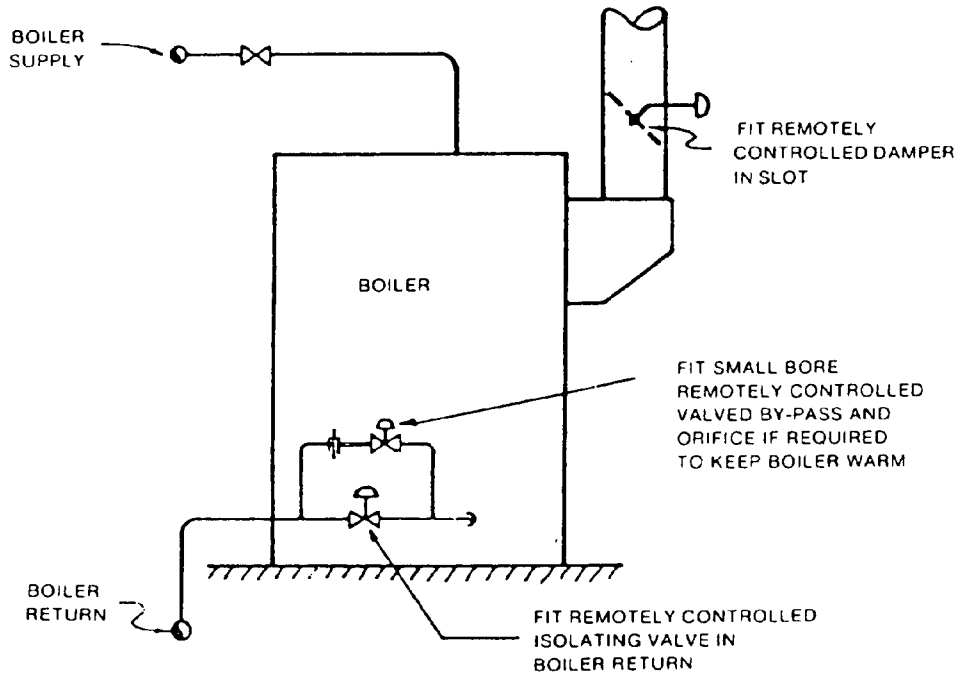 BOILER
SUPPLY
FIT REMOTELY
CONTROLLED DAMPER
IN SLOT
BOILER
FIT SMALL BORE
REMOTELY CONTROLLED
VALVED BY-PASS AND
ORIFICE IF REQUIRED
TO KEEP BOILER WARM
BOILER
RETURN
FIT REMOTELY CONTROLLED
ISOLATING VALVE IN
BOILER RETURN